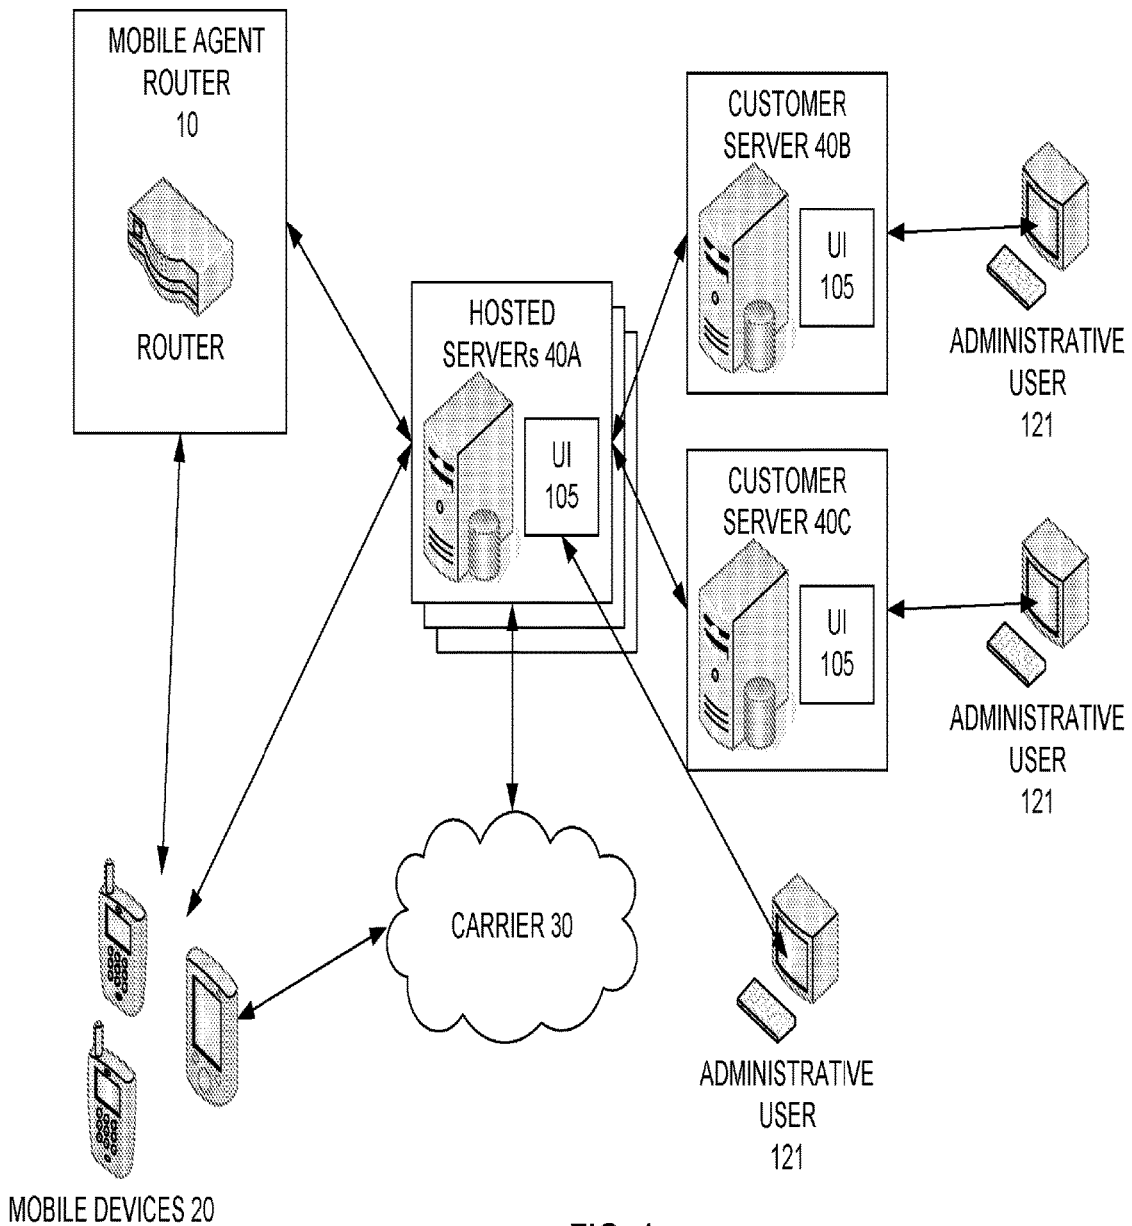 MOBILE AGENT
ROUTER
10
ROUTER
HOSTED
SERVERs 40A
UI
105
CUSTOMER
SERVER 40B
UI
105
ADMINISTRATIVE
USER
121
CUSTOMER
SERVER 40C
UI
105
ADMINISTRATIVE
USER
121
CARRIER 30
ADMINISTRATIVE
USER
121
MOBILE DEVICES 20